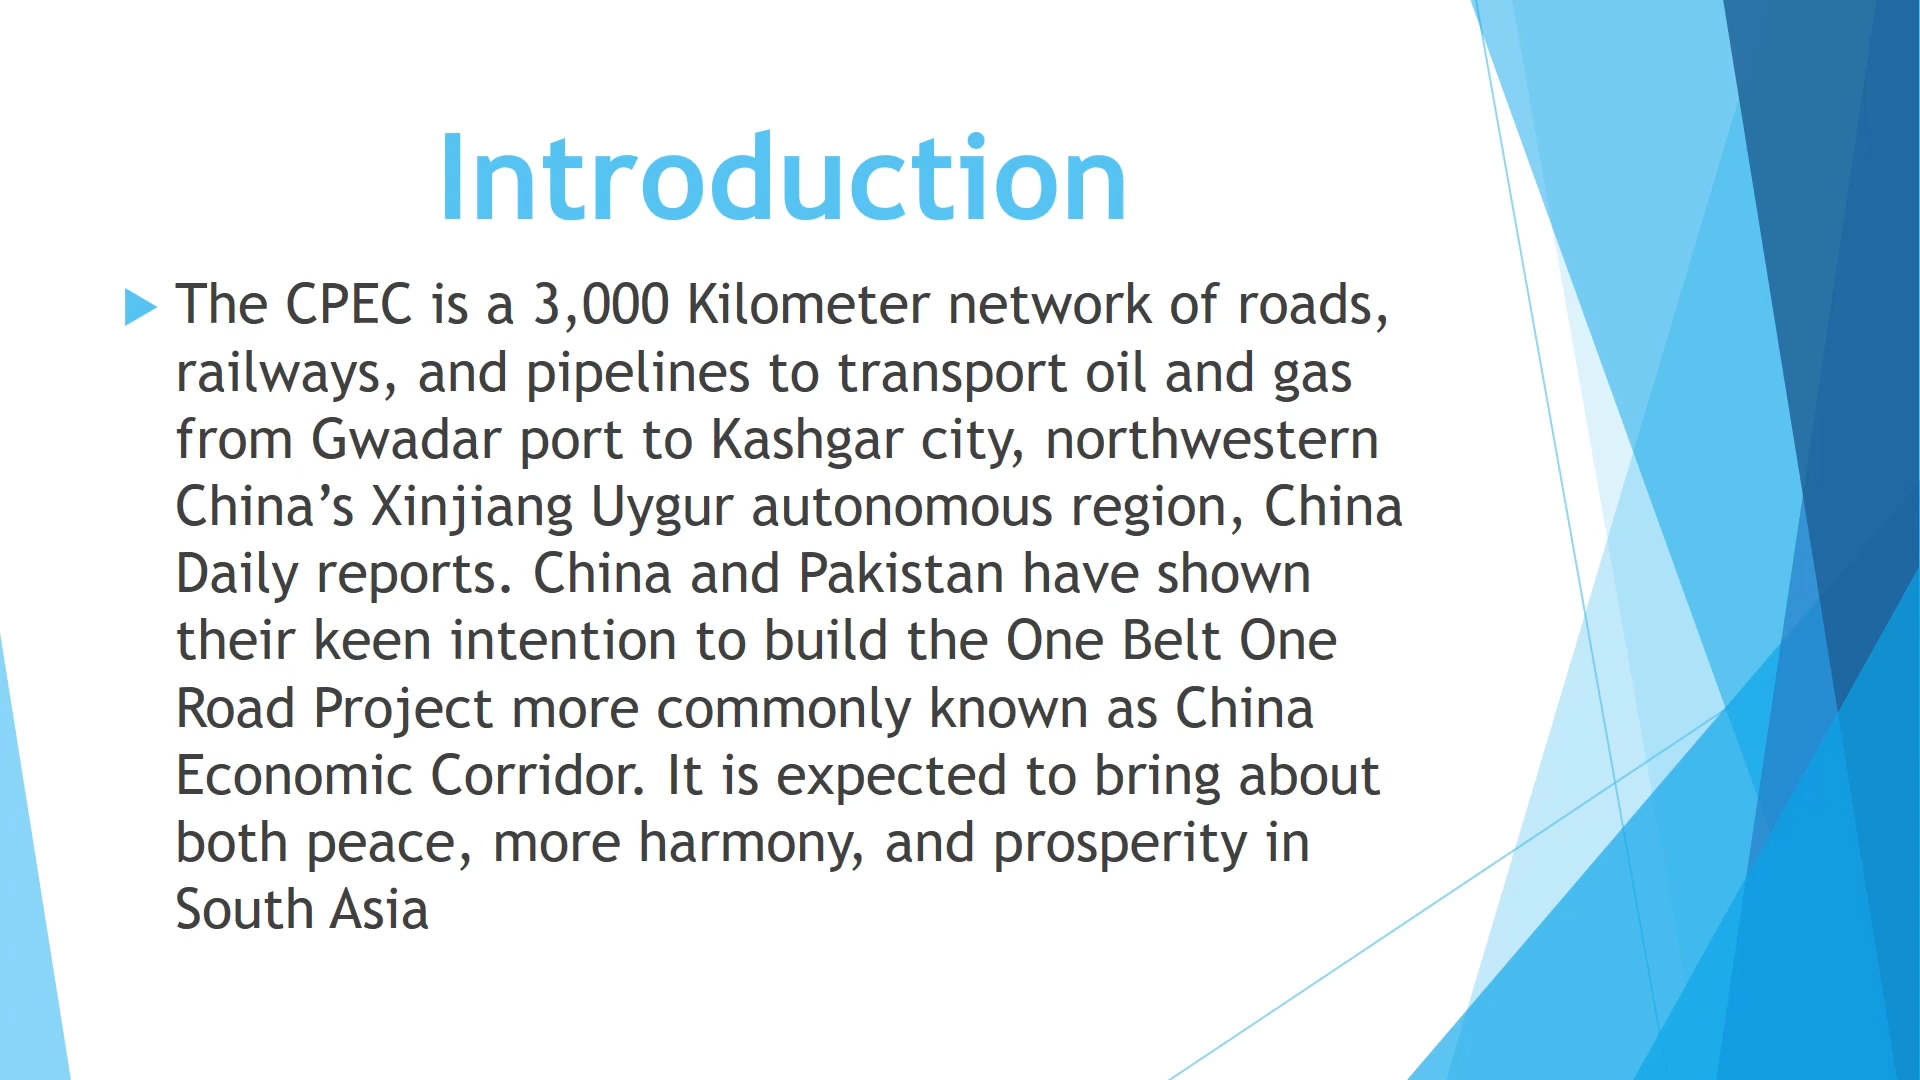 Introduction
The CPEC is a 3,000 Kilometer network of roads,
railways, and pipelines to transport oil and gas
from Gwadar port to Kashgar city, northwestern
China’s Xinjiang Uygur autonomous region, China
Daily reports. China and Pakistan have shown
their keen intention to build the One Belt One
Road Project more commonly known as China
Economic Corridor. It is expected to bring about
both peace, more harmony, and prosperity in
South Asia